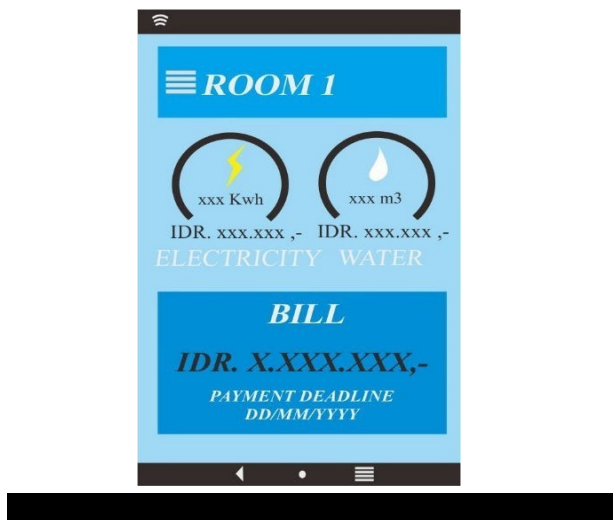 ROOM 1
xxx Kwh
xxx m3
IDR. xxx.xxx ,-
IDR. xxx.xxx ,-
ELECTRICITY
WATER
BILL
IDR. X.XXX.XXX,-
PAYMENT DEADLINE
DD/MM/YYYY